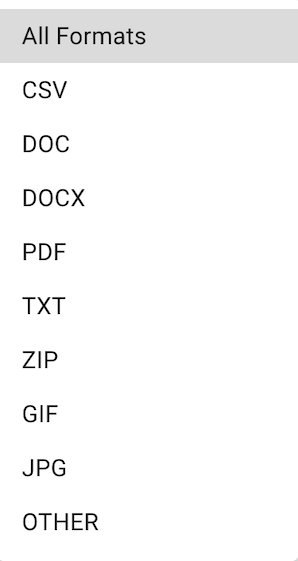 All Formats
CSV
DOC
DOCX
PDF
TXT
ZIP
GIF
JPG
OTHER